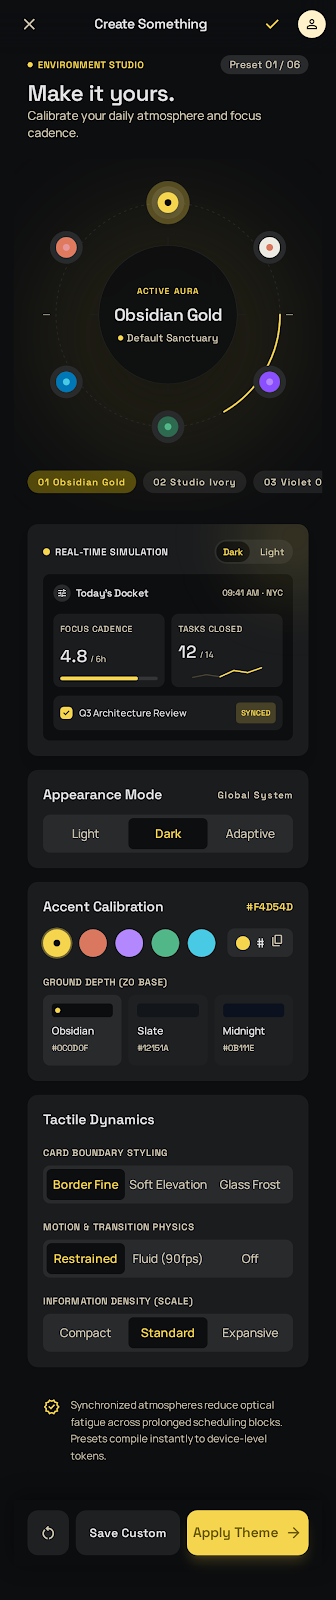 Create Something
ENVIRONMENT STUDIO
Preset 01 / 06
Make it yours.
Calibrate your daily atmosphere and focus
cadence.
ACTIVE AURA
Obsidian Gold
Default Sanctuary
01 Obsidian Gold
02 Studio Ivory
03 Violet O
REAL-TIME SIMULATION
Dark
Light
Today's Docket
09:41 AM · NYC
FOCUS CADENCE
4.8 / 6h
TASKS CLOSED
12 / 14
Q3 Architecture Review
SYNCED
Appearance Mode
Global System
Light
Dark
Adaptive
Accent Calibration
#F4D54D
#
GROUND DEPTH (Z0 BASE)
Obsidian
#0C0D0F
Slate
#12151A
Midnight
#0B111E
Tactile Dynamics
CARD BOUNDARY STYLING
Border Fine
Soft Elevation
Glass Frost
MOTION & TRANSITION PHYSICS
Restrained
Fluid (90fps)
Off
INFORMATION DENSITY (SCALE)
Compact
Standard
Expansive
Synchronized atmospheres reduce optical
fatigue across prolonged scheduling blocks.
Presets compile instantly to device-level
tokens.
Save Custom
Apply Theme